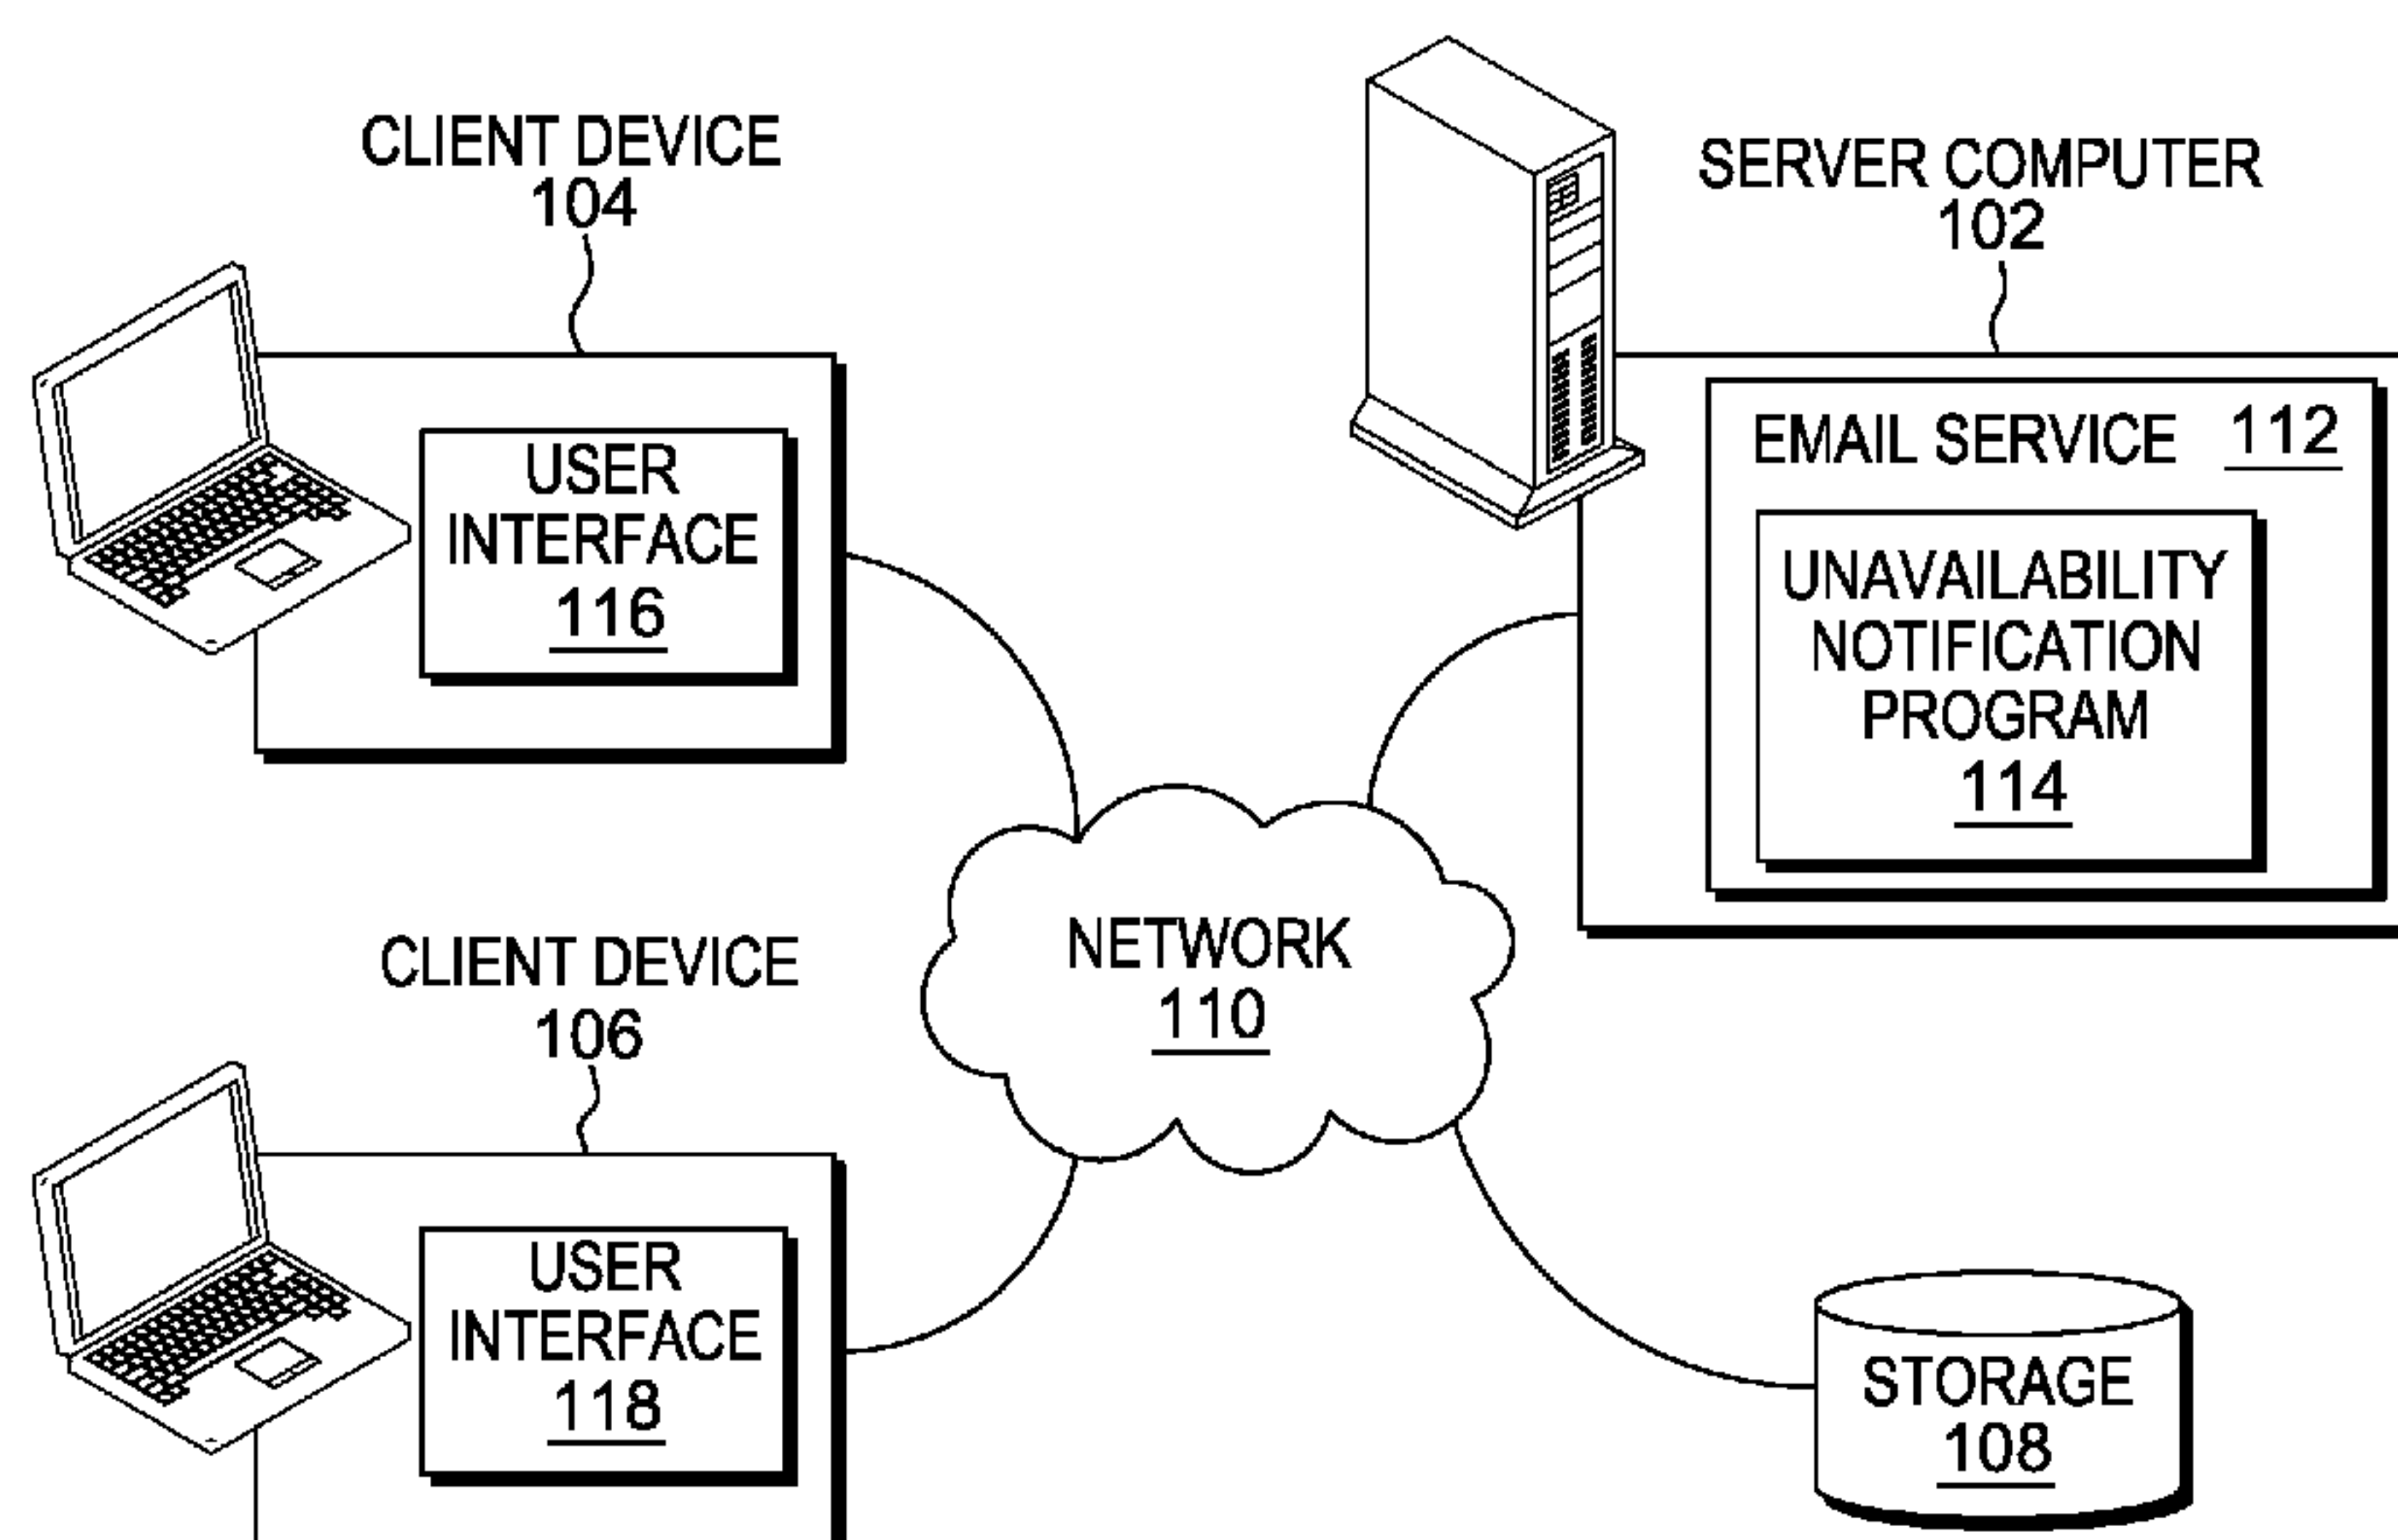 CLIENT DEVICE
104
USER
INTERFACE
116
SERVER COMPUTER
102
EMAIL SERVICE 112
UNAVAILABILITY
NOTIFICATION
PROGRAM
114
NETWORK
110
CLIENT DEVICE
106
USER
INTERFACE
118
STORAGE
108